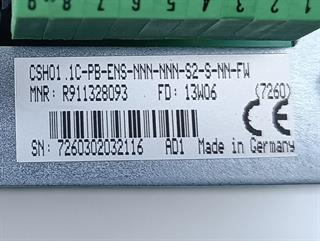 CSH01.1C-PB-ENS-NNN-NNN-S2-S-NN-FW
MNR: R911328093 FD: 13W06 (7260)
CE
SN: 7260302032116 AD1 Made in Germany